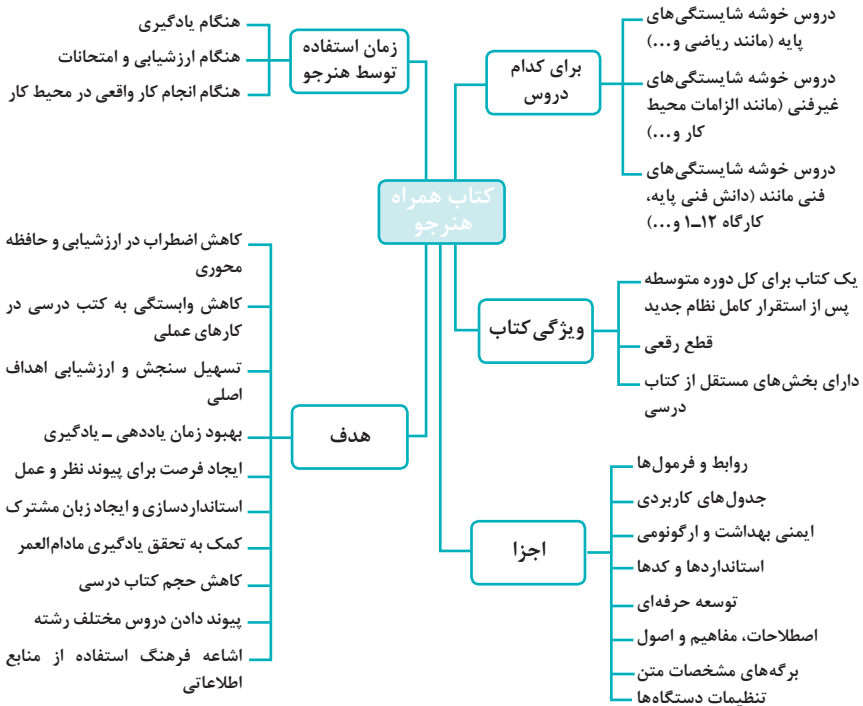 کتاب همراه
هنرجو
برای کدام
دروس
دروس خوشه شایستگی‌های
پایه (مانند ریاضی و...)
دروس خوشه شایستگی‌های
غیرفنی (مانند الزامات محیط
کار و...)
دروس خوشه شایستگی‌های
فنی مانند (دانش فنی پایه،
کارگاه ۱۲ـ۱ و...)
ویژگی کتاب
یک کتاب برای کل دوره متوسطه
پس از استقرار کامل نظام جدید
قطع رقعی
دارای بخش‌های مستقل از کتاب
درسی
اجزا
روابط و فرمول‌ها
جدول‌های کاربردی
ایمنی بهداشت و ارگونومی
استانداردها و کدها
توسعه حرفه‌ای
اصطلاحات، مفاهیم و اصول
برگه‌های مشخصات متن
تنظیمات دستگاه‌ها
زمان استفاده
توسط هنرجو
هنگام یادگیری
هنگام ارزشیابی و امتحانات
هنگام انجام کار واقعی در محیط کار
هدف
کاهش اضطراب در ارزشیابی و حافظه
محوری
کاهش وابستگی به کتب درسی در
کارهای عملی
تسهیل سنجش و ارزشیابی اهداف
اصلی
بهبود زمان یاددهی ـ یادگیری
ایجاد فرصت برای پیوند نظر و عمل
استانداردسازی و ایجاد زبان مشترک
کمک به تحقق یادگیری مادام‌العمر
کاهش حجم کتاب درسی
پیوند دادن دروس مختلف رشته
اشاعه فرهنگ استفاده از منابع
اطلاعاتی